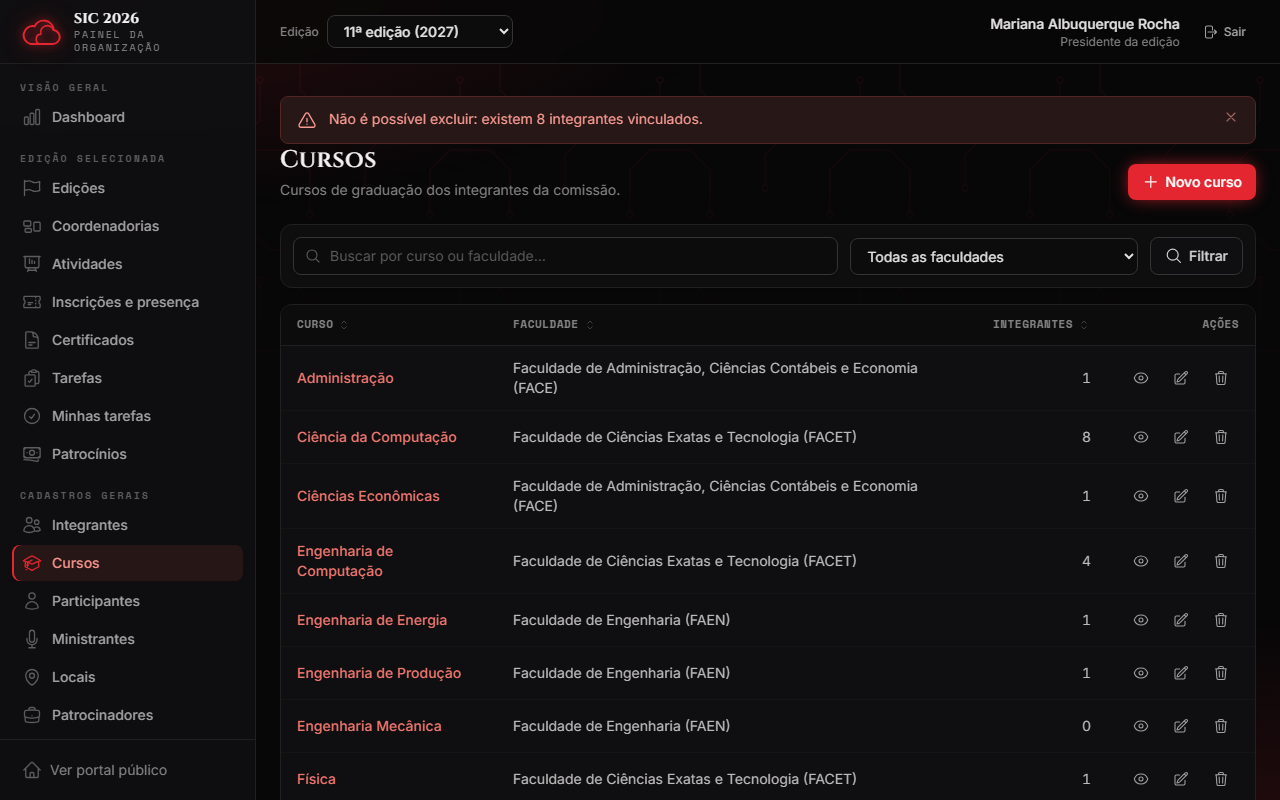 SIC 2026
PAINEL DA
ORGANIZAÇÃO
VISÃO GERAL
Dashboard
EDIÇÃO SELECIONADA
Edições
Coordenadorias
Atividades
Inscrições e presença
Certificados
Tarefas
Minhas tarefas
Patrocínios
CADASTROS GERAIS
Integrantes
Cursos
Participantes
Ministrantes
Locais
Patrocinadores
Ver portal público
Edição
11ª edição (2027)
Mariana Albuquerque Rocha
Presidente da edição
Sair
Não é possível excluir: existem 8 integrantes vinculados.
Cursos
Cursos de graduação dos integrantes da comissão.
Novo curso
Buscar por curso ou faculdade...
Todas as faculdades
Filtrar
CURSO FACULDADE INTEGRANTES AÇÕES
Administração Faculdade de Administração, Ciências Contábeis e Economia (FACE) 1
Ciência da Computação Faculdade de Ciências Exatas e Tecnologia (FACET) 8
Ciências Econômicas Faculdade de Administração, Ciências Contábeis e Economia (FACE) 1
Engenharia de Computação Faculdade de Ciências Exatas e Tecnologia (FACET) 4
Engenharia de Energia Faculdade de Engenharia (FAEN) 1
Engenharia de Produção Faculdade de Engenharia (FAEN) 1
Engenharia Mecânica Faculdade de Engenharia (FAEN) 0
Física Faculdade de Ciências Exatas e Tecnologia (FACET) 1